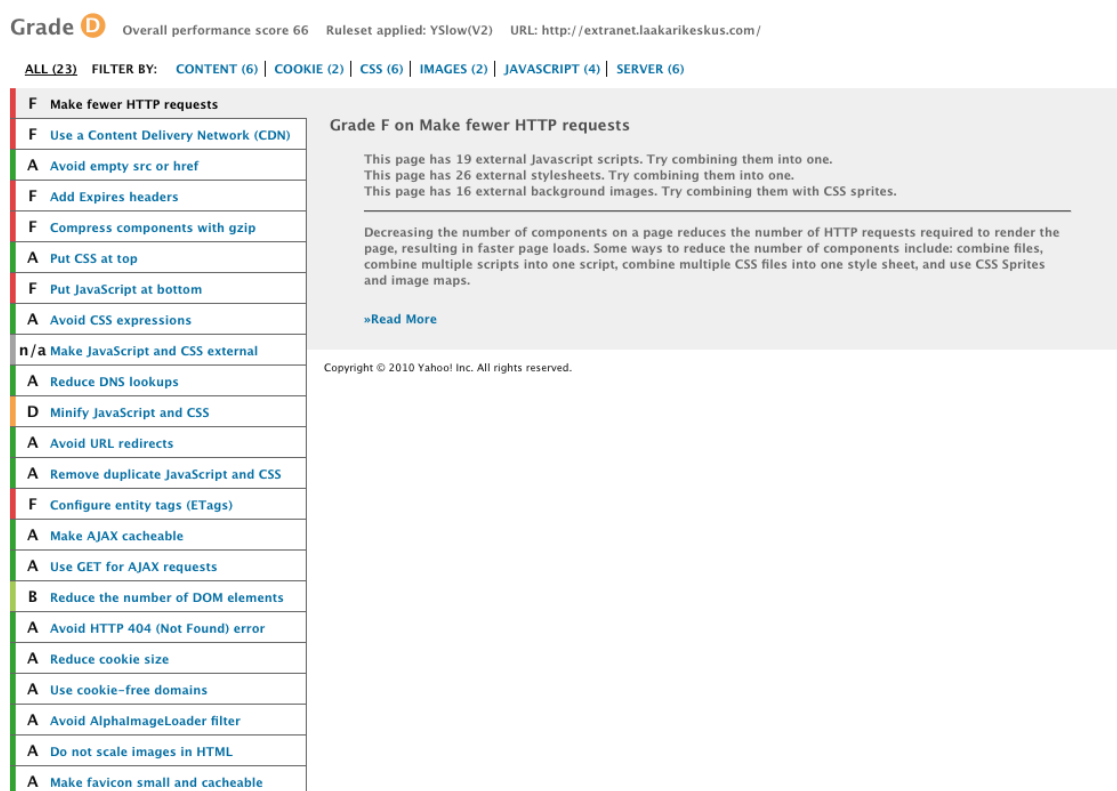 Grade D Overall performance score 66 Ruleset applied: YSlow(V2) URL: http://extranet.laakarikeskus.com/
ALL (23) FILTER BY: CONTENT (6) | COOKIE (2) | CSS (6) | IMAGES (2) | JAVASCRIPT (4) | SERVER (6)
F Make fewer HTTP requests
F Use a Content Delivery Network (CDN)
A Avoid empty src or href
F Add Expires headers
F Compress components with gzip
A Put CSS at top
F Put JavaScript at bottom
A Avoid CSS expressions
n/a Make JavaScript and CSS external
A Reduce DNS lookups
D Minify JavaScript and CSS
A Avoid URL redirects
A Remove duplicate JavaScript and CSS
F Configure entity tags (ETags)
A Make AJAX cacheable
A Use GET for AJAX requests
B Reduce the number of DOM elements
A Avoid HTTP 404 (Not Found) error
A Reduce cookie size
A Use cookie-free domains
A Avoid AlphaImageLoader filter
A Do not scale images in HTML
A Make favicon small and cacheable
Grade F on Make fewer HTTP requests
This page has 19 external Javascript scripts. Try combining them into one.
This page has 26 external stylesheets. Try combining them into one.
This page has 16 external background images. Try combining them with CSS sprites.
Decreasing the number of components on a page reduces the number of HTTP requests required to render the
page, resulting in faster page loads. Some ways to reduce the number of components include: combine files,
combine multiple scripts into one script, combine multiple CSS files into one style sheet, and use CSS Sprites
and image maps.
»Read More
Copyright © 2010 Yahoo! Inc. All rights reserved.